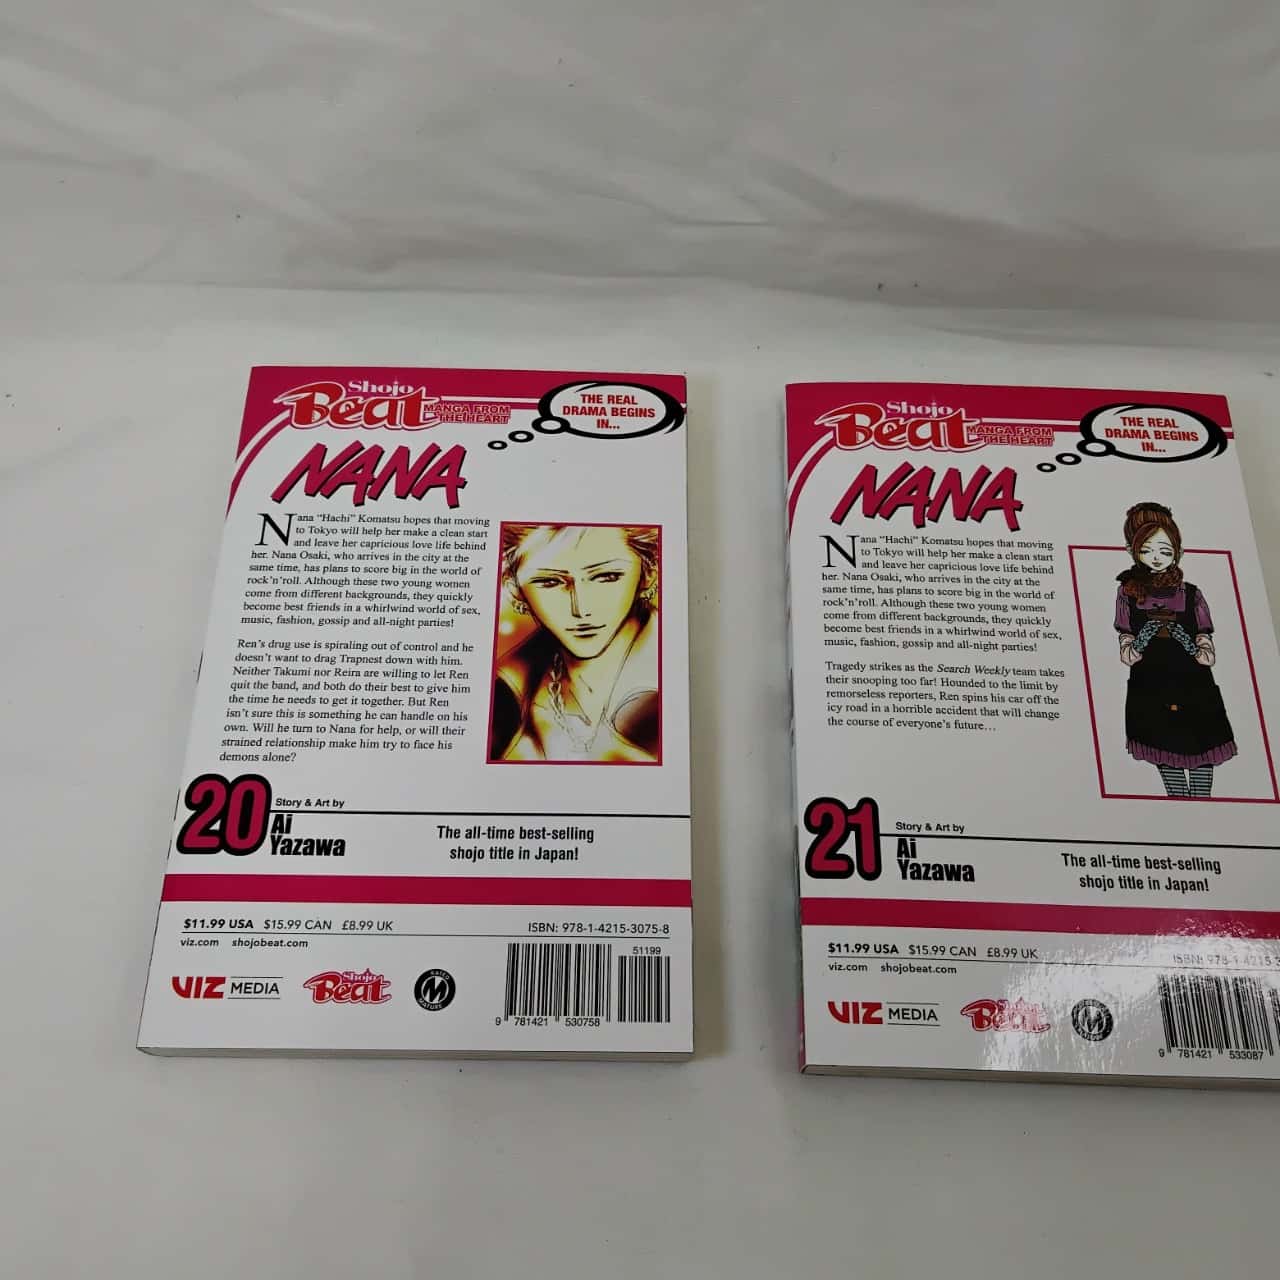 Shojo
Beat
MANGA FROM
THE HEART
THE REAL
DRAMA BEGINS
IN...
NANA
Nana “Hachi” Komatsu hopes that moving
to Tokyo will help her make a clean start
and leave her capricious love life behind
her. Nana Osaki, who arrives in the city at the
same time, has plans to score big in the world of
rock’n’roll. Although these two young women
come from different backgrounds, they quickly
become best friends in a whirlwind world of sex,
music, fashion, gossip and all-night parties!
Ren’s drug use is spiraling out of control and he
doesn’t want to drag Trapnest down with him.
Neither Takumi nor Reira are willing to let Ren
quit the band, and both do their best to give him
the time he needs to get it together. But Ren
isn’t sure this is something he can handle on his
own. Will he turn to Nana for help, or will their
strained relationship make him try to face his
demons alone?
20
Story & Art by
Ai
Yazawa
The all-time best-selling
shojo title in Japan!
$11.99 USA $15.99 CAN £8.99 UK
viz.com shojobeat.com
ISBN: 978-1-4215-3075-8
51199
VIZ MEDIA
Shojo
Beat
RATED
M
MATURE
9 781421 530758
Shojo
Beat
MANGA FROM
THE HEART
THE REAL
DRAMA BEGINS
IN...
NANA
Nana “Hachi” Komatsu hopes that moving
to Tokyo will help her make a clean start
and leave her capricious love life behind
her. Nana Osaki, who arrives in the city at the
same time, has plans to score big in the world of
rock’n’roll. Although these two young women
come from different backgrounds, they quickly
become best friends in a whirlwind world of sex,
music, fashion, gossip and all-night parties!
Tragedy strikes as the Search Weekly team takes
their snooping too far! Hounded to the limit by
remorseless reporters, Ren spins his car off the
icy road in a horrible accident that will change
the course of everyone’s future...
21
Story & Art by
Ai
Yazawa
The all-time best-selling
shojo title in Japan!
$11.99 USA $15.99 CAN £8.99 UK
viz.com shojobeat.com
ISBN: 978-1-4215-3
VIZ MEDIA
Shojo
Beat
M
9 781421 533087